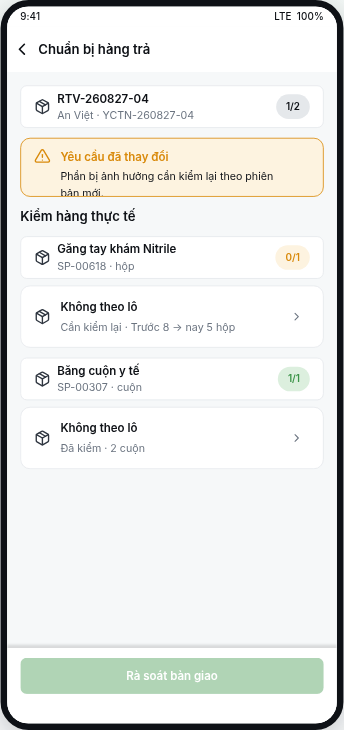 9:41 LTE 100%
Chuẩn bị hàng trả
RTV-260827-04
An Việt · YCTN-260827-04
1/2
Yêu cầu đã thay đổi
Phần bị ảnh hưởng cần kiểm lại theo phiên
bản mới.
Kiểm hàng thực tế
Găng tay khám Nitrile
SP-00618 · hộp
0/1
Không theo lô
Cần kiểm lại · Trước 8 → nay 5 hộp
Băng cuộn y tế
SP-00307 · cuộn
1/1
Không theo lô
Đã kiểm · 2 cuộn
Rà soát bàn giao